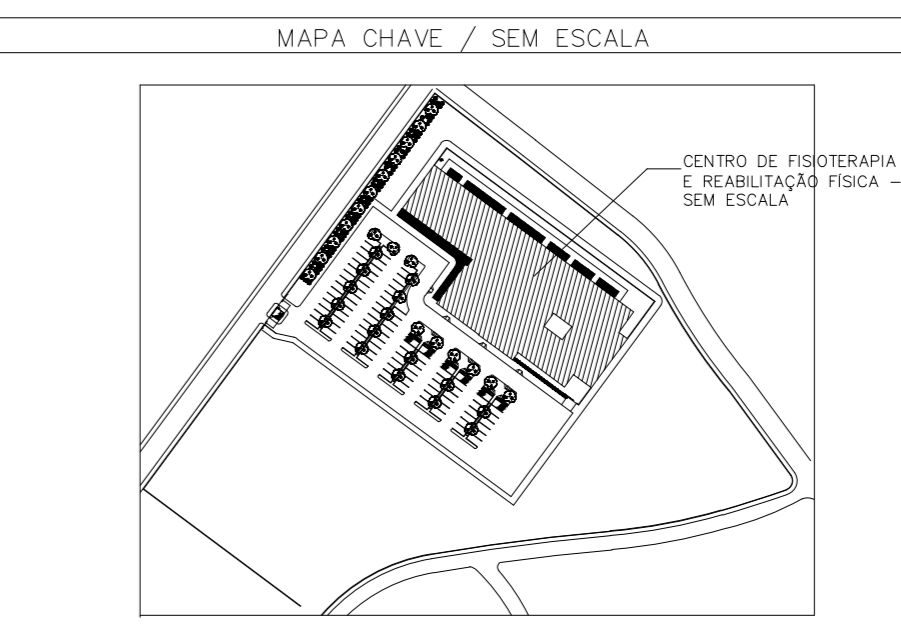 MAPA CHAVE / SEM ESCALA
CENTRO DE FISIOTERAPIA
E REABILITAÇÃO FÍSICA –
SEM ESCALA